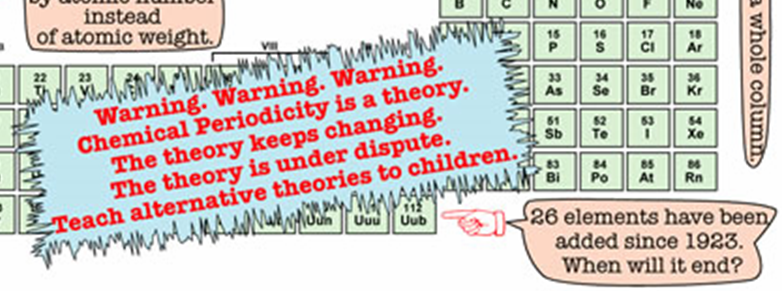 by atomic number
instead
of atomic weight.
VIII
B C N O F Ne
15 16 17 18
P S Cl Ar
22 23 24
33 34 35 36
As Se Br Kr
51 52 53 54
Sb Te I Xe
83 84 85 86
Bi Po At Rn
112
Uun Uuu Uub
Warning. Warning. Warning.
Chemical Periodicity is a theory.
The theory keeps changing.
The theory is under dispute.
Teach alternative theories to children.
a whole column.
26 elements have been
added since 1923.
When will it end?